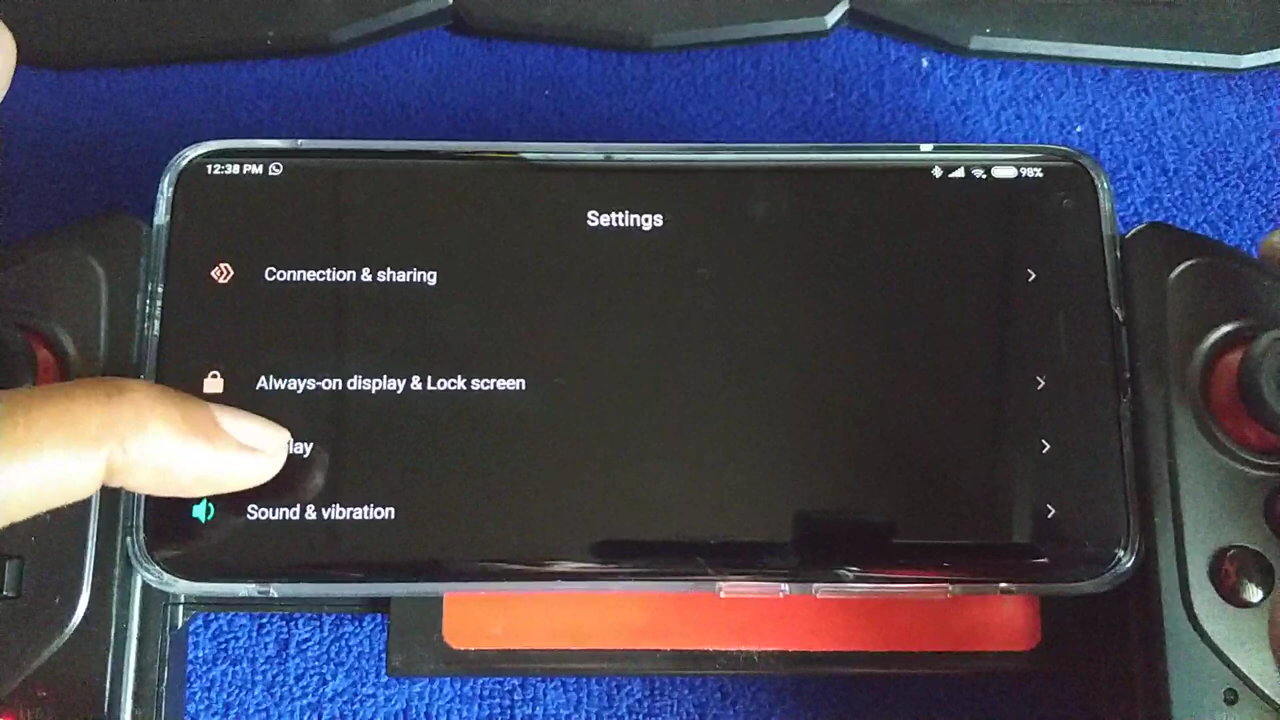 12:38 PM
98%
Settings
Connection & sharing
Always-on display & Lock screen
lay
Sound & vibration